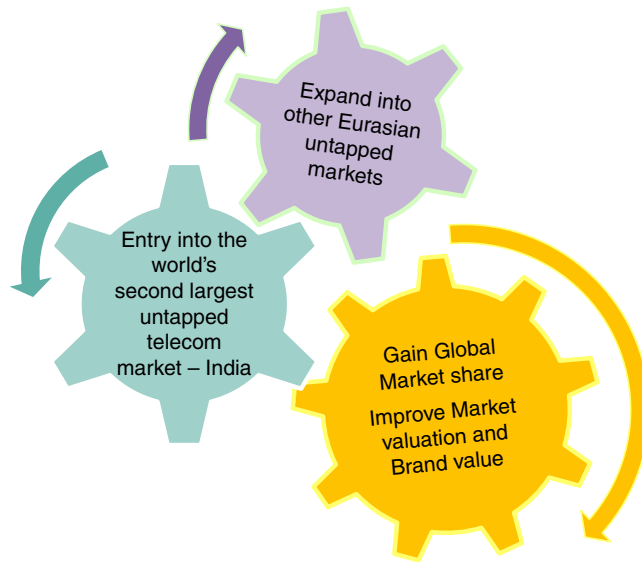 Expand into
other Eurasian
untapped
markets
Entry into the
world’s
second largest
untapped
telecom
market – India
Gain Global
Market share
Improve Market
valuation and
Brand value